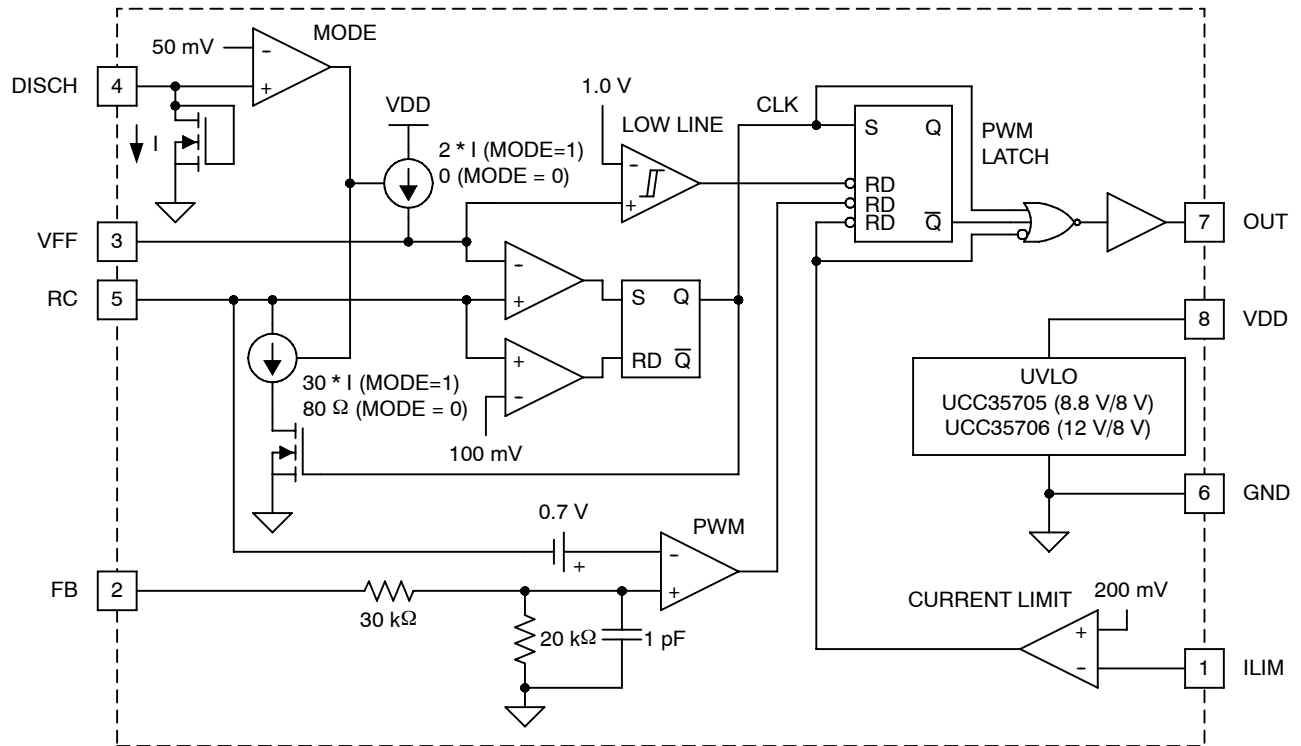 MODE
50 mV
-
+
DISCH
4
I
VDD
2 * I (MODE=1)
0 (MODE = 0)
1.0 V
LOW LINE
-
+
CLK
S
Q
RD
RD
RD
Q
PWM
LATCH
7
OUT
VFF
3
RC
5
-
+
S
Q
RD
Q
+
-
30 * I (MODE=1)
80 Ω (MODE = 0)
100 mV
8
VDD
UVLO
UCC35705 (8.8 V/8 V)
UCC35706 (12 V/8 V)
6
GND
0.7 V
+
PWM
-
+
FB
2
30 kΩ
20 kΩ
1 pF
CURRENT LIMIT
200 mV
+
-
1
ILIM